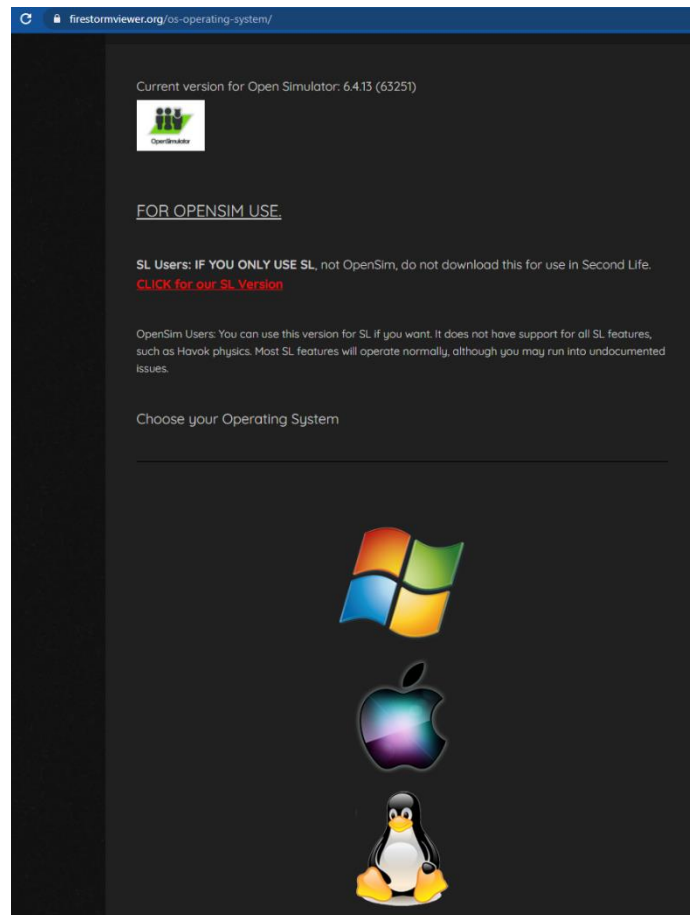 firestormviewer.org/os-operating-system/
Current version for Open Simulator: 6.4.13 (63251)
OpenSimulator
FOR OPENSIM USE.
SL Users: IF YOU ONLY USE SL, not OpenSim, do not download this for use in Second Life.
CLICK for our SL Version
OpenSim Users: You can use this version for SL if you want. It does not have support for all SL features,
such as Havok physics. Most SL features will operate normally, although you may run into undocumented
issues.
Choose your Operating System